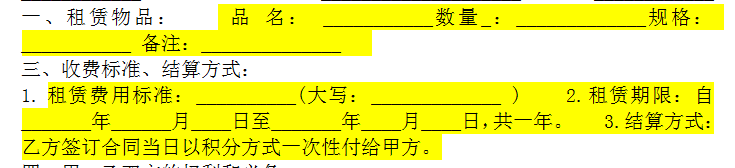 一、租赁物品： 品 名： ___________数量_：_____________规格：
___________ 备注：______________
三、收费标准、结算方式：
1. 租赁费用标准：__________(大写：_____________ ) 2.租赁期限：自
_______年______月____日至_______年____月____日,共一年。 3.结算方式：
乙方签订合同当日以积分方式一次性付给甲方。